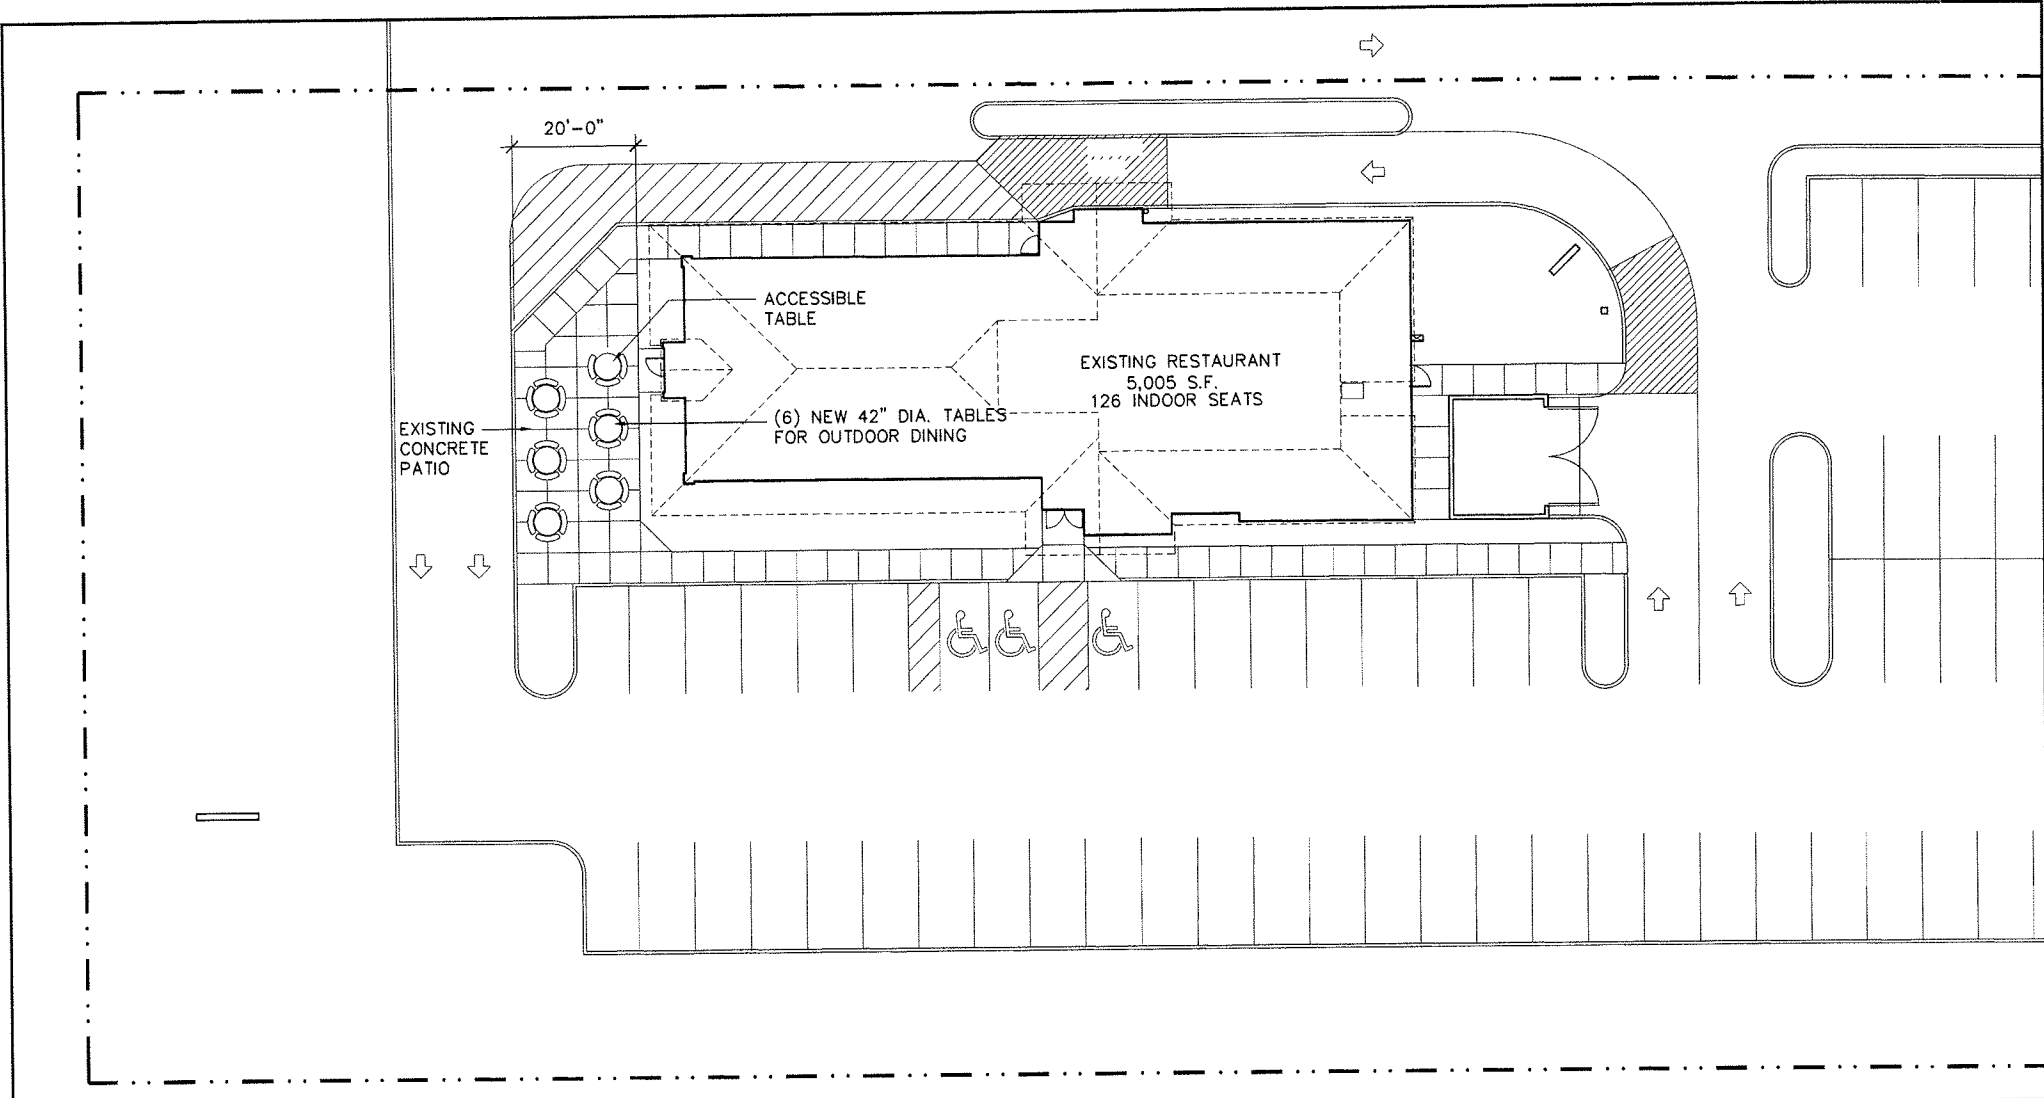 20'-0"
ACCESSIBLE
TABLE
EXISTING RESTAURANT
5,005 S.F.
126 INDOOR SEATS
(6) NEW 42" DIA. TABLES
FOR OUTDOOR DINING
EXISTING
CONCRETE
PATIO